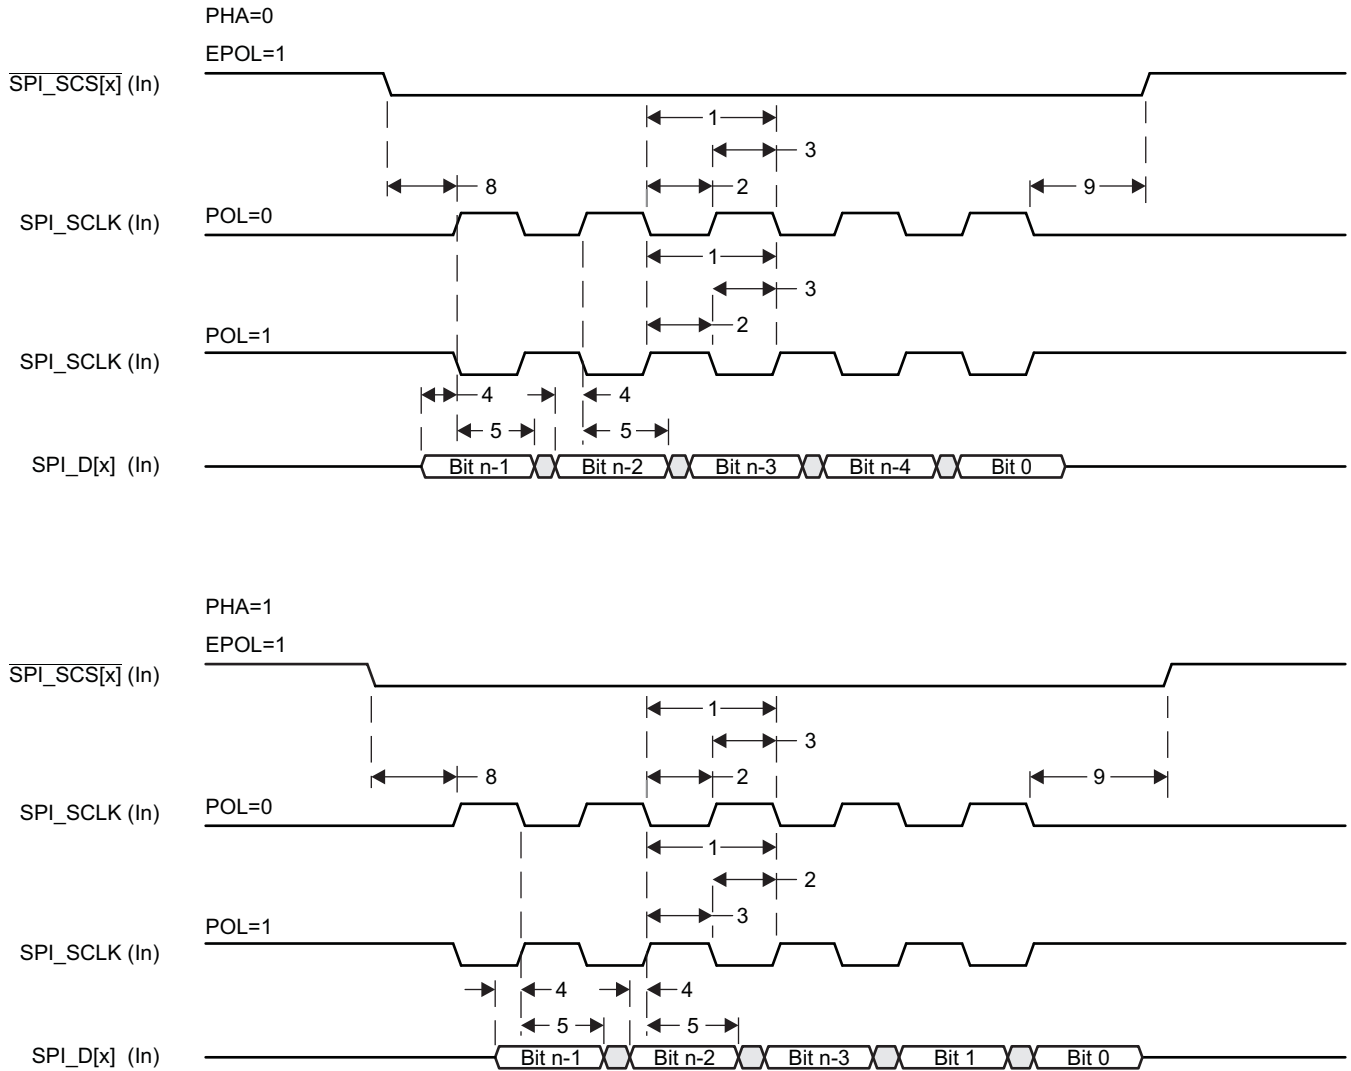 PHA=0
EPOL=1
SPI_SCS[x] (In)
1
3
8
2
9
SPI_SCLK (In)
POL=0
1
3
2
POL=1
SPI_SCLK (In)
4
4
5
5
SPI_D[x] (In)
Bit n-1
Bit n-2
Bit n-3
Bit n-4
Bit 0
PHA=1
EPOL=1
SPI_SCS[x] (In)
1
3
8
2
9
SPI_SCLK (In)
POL=0
1
2
3
POL=1
SPI_SCLK (In)
4
4
5
5
SPI_D[x] (In)
Bit n-1
Bit n-2
Bit n-3
Bit 1
Bit 0